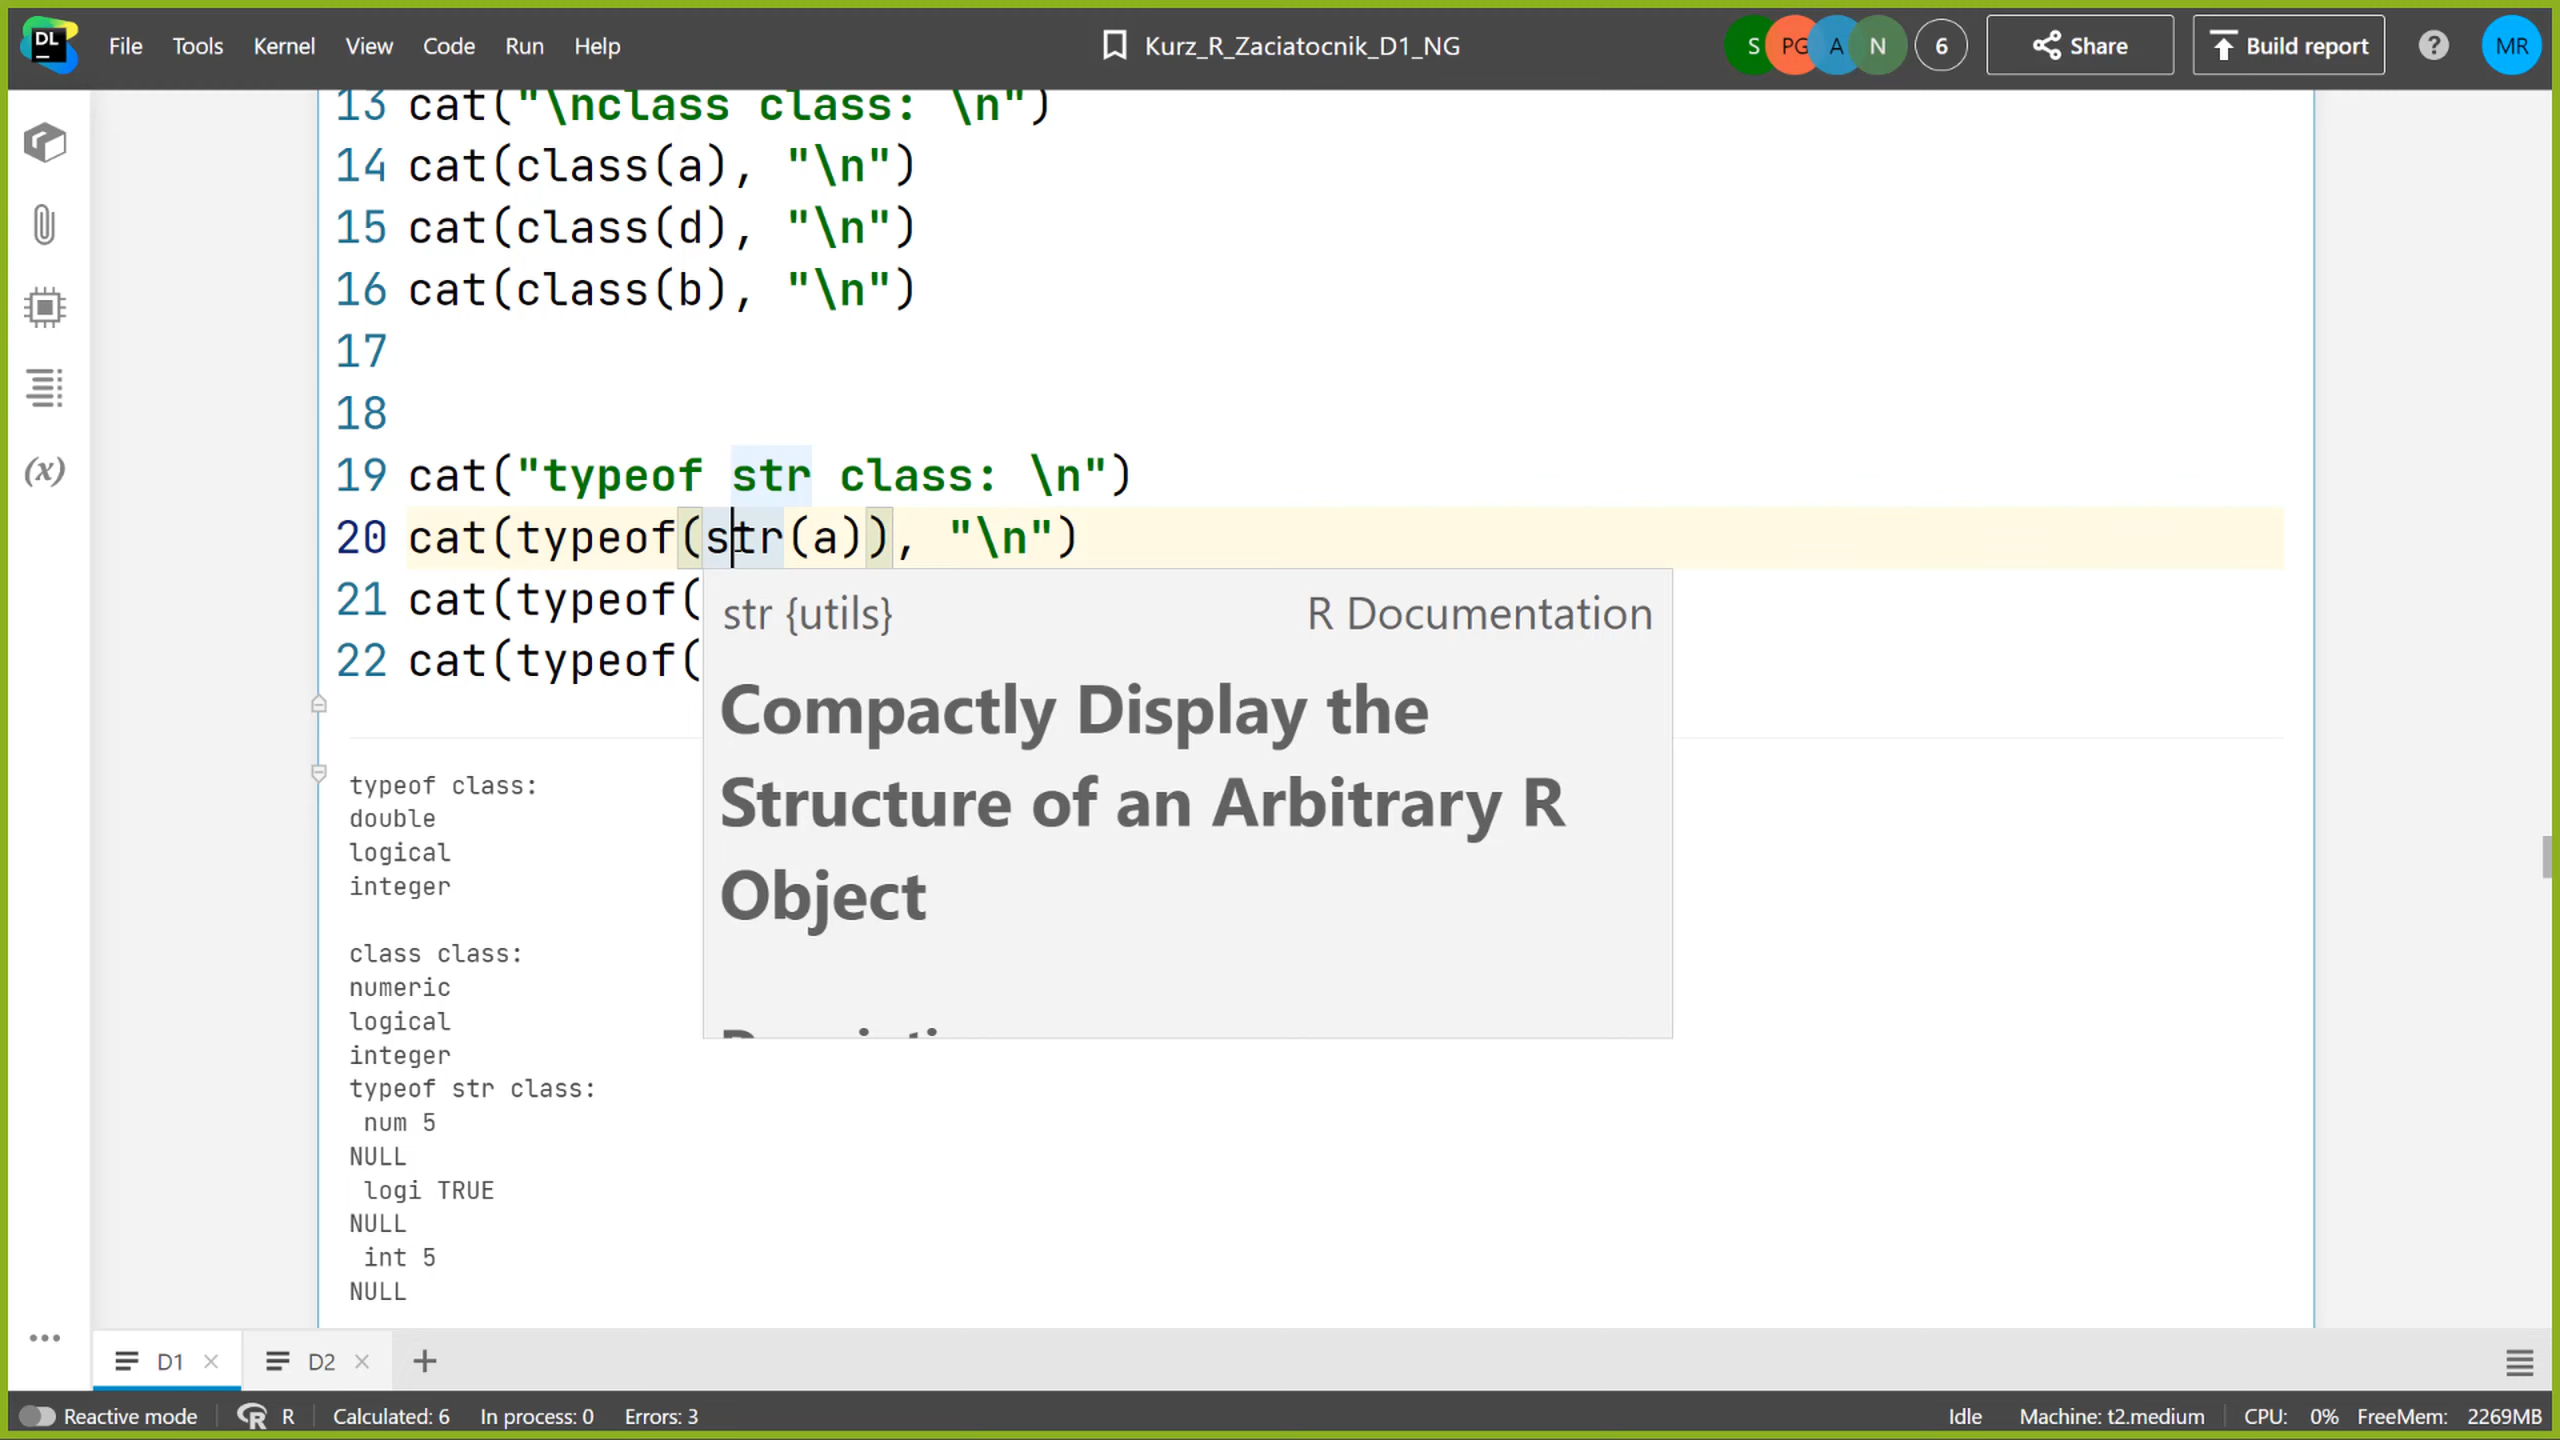 DL
File Tools Kernel View Code Run Help
Kurz_R_Zaciatocnik_D1_NG
S PG A N 6 Share Build report ? MR
13 cat("\nclass class: \n")
14 cat(class(a), "\n")
15 cat(class(d), "\n")
16 cat(class(b), "\n")
17
18
19 cat("typeof str class: \n")
20 cat(typeof(str(a)), "\n")
21 cat(typeof(
22 cat(typeof(
str {utils} R Documentation
Compactly Display the
Structure of an Arbitrary R
Object
(x)
typeof class:
double
logical
integer
class class:
numeric
logical
integer
typeof str class:
num 5
NULL
logi TRUE
NULL
int 5
NULL
D1 D2
Reactive mode R R Calculated: 6 In process: 0 Errors: 3 Idle Machine: t2.medium CPU: 0% FreeMem: 2269MB